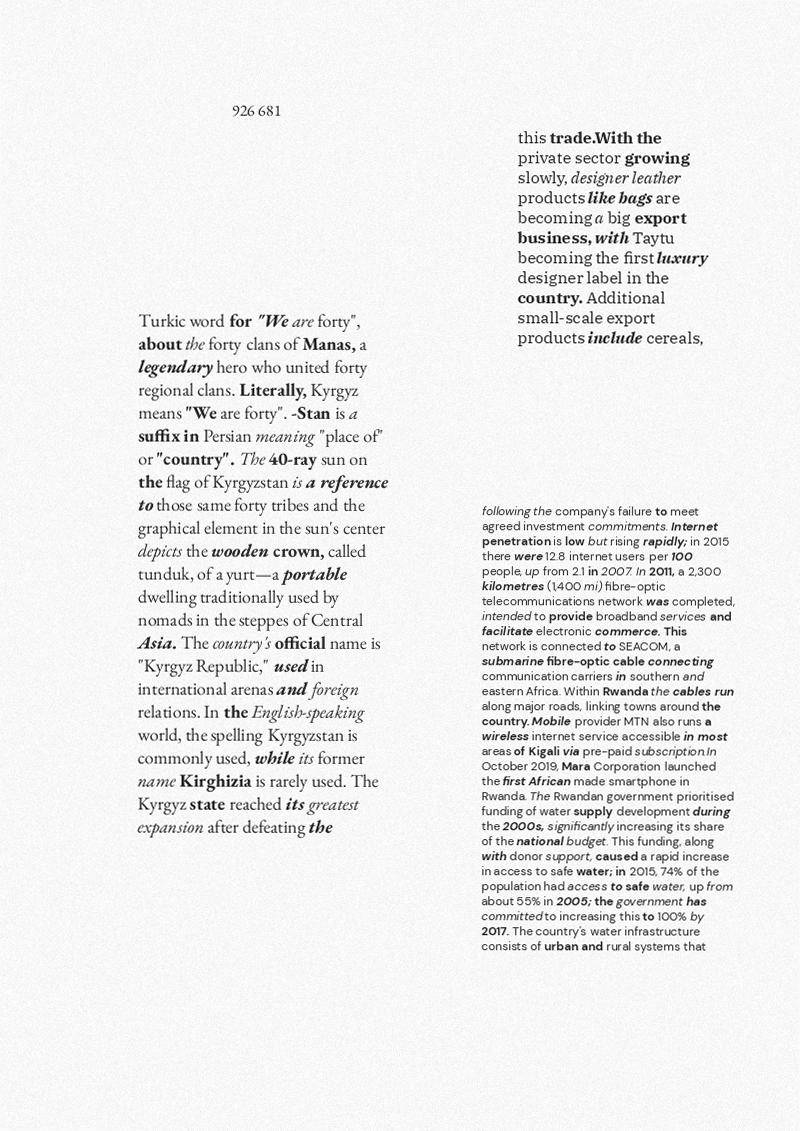 926 681
Turkic word for "We are forty",
about the forty clans of Manas, a
legendary hero who united forty
regional clans. Literally, Kyrgyz
means "We are forty". -Stan is a
suffix in Persian meaning "place of"
or "country". The 40-ray sun on
the flag of Kyrgyzstan is a reference
to those same forty tribes and the
graphical element in the sun's center
depicts the wooden crown, called
tunduk, of a yurt—a portable
dwelling traditionally used by
nomads in the steppes of Central
Asia. The country's official name is
"Kyrgyz Republic," used in
international arenas and foreign
relations. In the English-speaking
world, the spelling Kyrgyzstan is
commonly used, while its former
name Kirghizia is rarely used. The
Kyrgyz state reached its greatest
expansion after defeating the
this trade.With the
private sector growing
slowly, designer leather
products like bags are
becoming a big export
business, with Taytu
becoming the first luxury
designer label in the
country. Additional
small-scale export
products include cereals,
following the company's failure to meet
agreed investment commitments. Internet
penetration is low but rising rapidly; in 2015
there were 12.8 internet users per 100
people, up from 2.1 in 2007. In 2011, a 2,300
kilometres (1,400 mi) fibre-optic
telecommunications network was completed,
intended to provide broadband services and
facilitate electronic commerce. This
network is connected to SEACOM, a
submarine fibre-optic cable connecting
communication carriers in southern and
eastern Africa. Within Rwanda the cables run
along major roads, linking towns around the
country. Mobile provider MTN also runs a
wireless internet service accessible in most
areas of Kigali via pre-paid subscription.In
October 2019, Mara Corporation launched
the first African made smartphone in
Rwanda. The Rwandan government prioritised
funding of water supply development during
the 2000s, significantly increasing its share
of the national budget. This funding, along
with donor support, caused a rapid increase
in access to safe water; in 2015, 74% of the
population had access to safe water, up from
about 55% in 2005; the government has
committed to increasing this to 100% by
2017. The country's water infrastructure
consists of urban and rural systems that